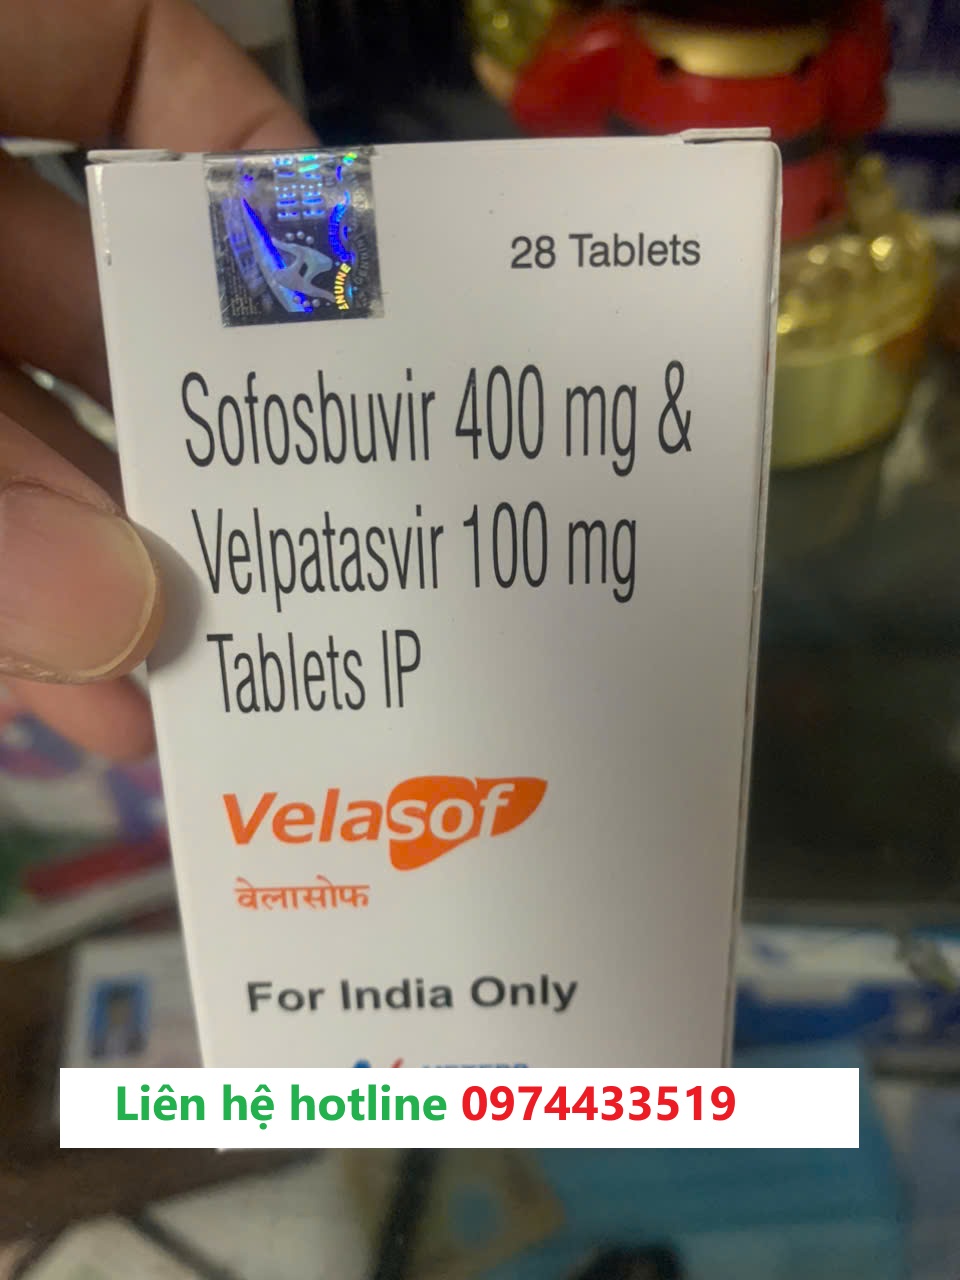 28 Tablets
Sofosbuvir 400 mg &
Velpatasvir 100 mg
Tablets IP
Velasof
वेलासोफ
For India Only
Liên hệ hotline 0974433519